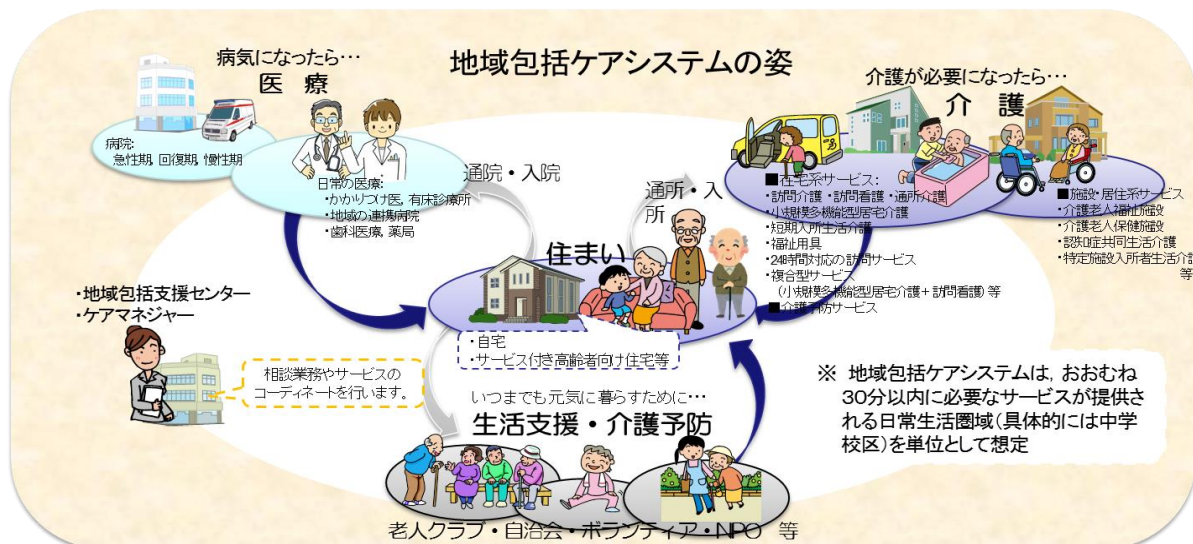 地域包括ケアシステムの姿
病気になったら…
医 療
病院:
急性期, 回復期, 慢性期
日常の医療:
・かかりつけ医, 有床診療所
・地域の連携病院
・歯科医療, 薬局
通院・入院
通所・入
所
介護が必要になったら…
介 護
■在宅系サービス:
・訪問介護 ・訪問看護 ・通所介護
・小規模多機能型居宅介護
・短期入所生活介護
・福祉用具
・24時間対応の訪問サービス
・複合型サービス
(小規模多機能型居宅介護+訪問看護) 等
■介護予防サービス
■施設・居住系サービス
・介護老人福祉施設
・介護老人保健施設
・認知症共同生活介護
・特定施設入所者生活介護
等
住まい
・自宅
・サービス付き高齢者向け住宅等
・地域包括支援センター
・ケアマネジャー
相談業務やサービスの
コーディネートを行います。
いつまでも元気に暮らすために…
生活支援・介護予防
老人クラブ・自治会・ボランティア・NPO 等
※ 地域包括ケアシステムは, おおむね
30分以内に必要なサービスが提供さ
れる日常生活圏域(具体的には中学
校区)を単位として想定